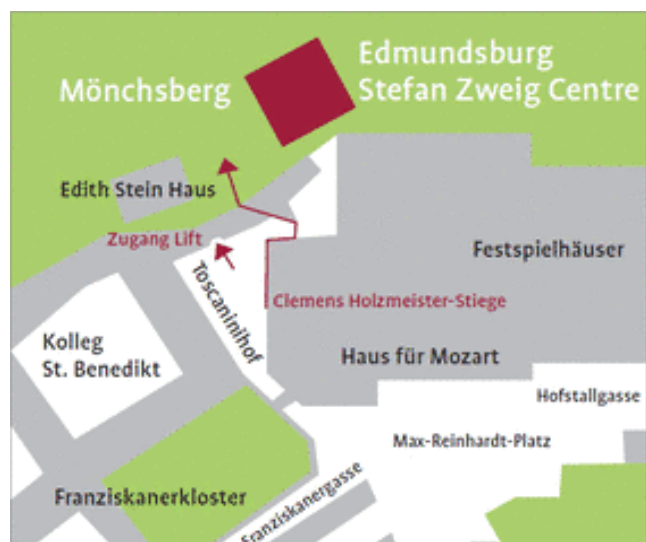 Edmundsburg
Mönchsberg
Stefan Zweig Centre
Edith Stein Haus
Zugang Lift
Festspielhäuser
Toscaninihof
Clemens Holzmeister-Stiege
Kolleg
St. Benedikt
Haus für Mozart
Hofstallgasse
Max-Reinhardt-Platz
Franziskanerkloster
Franziskanergasse